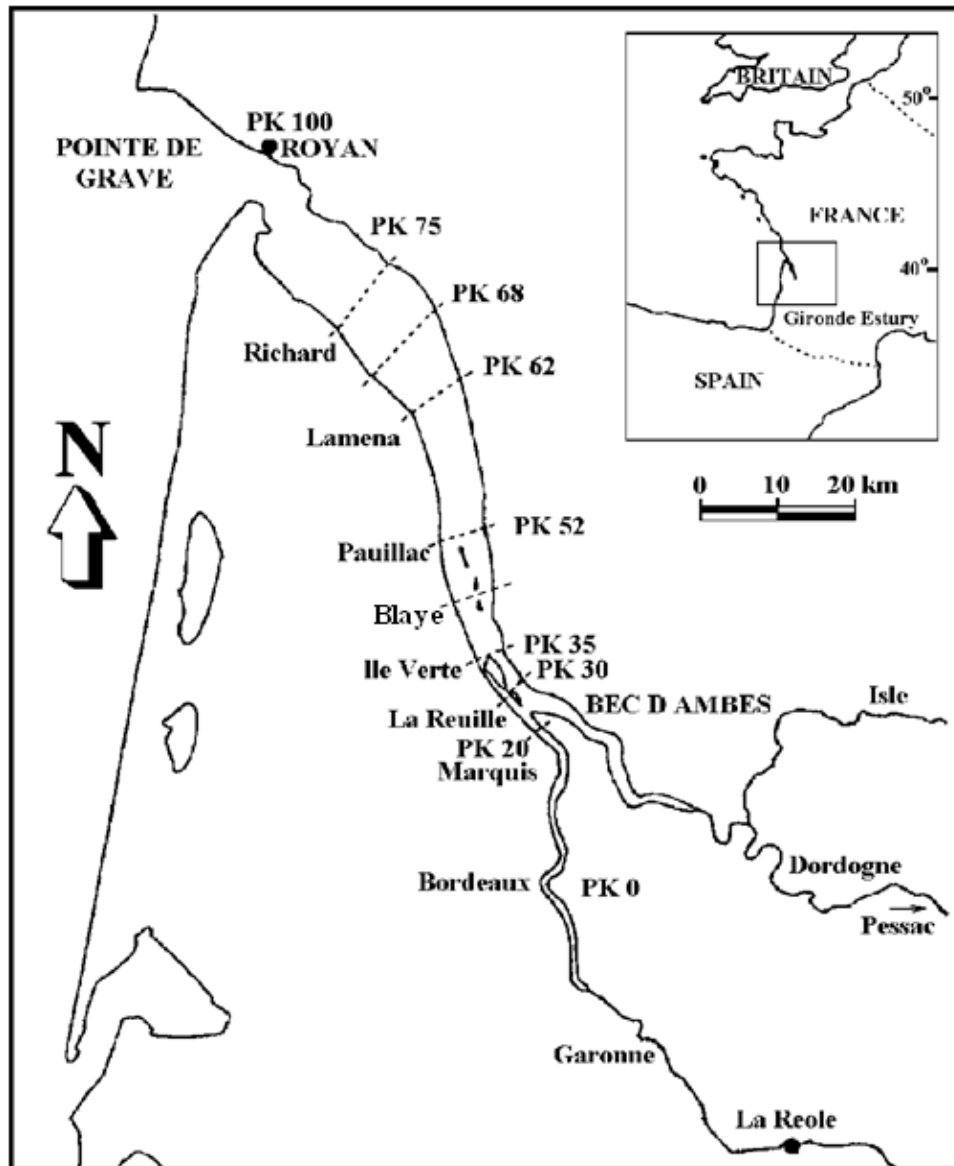 BRITAIN
50°
PK 100
ROYAN
POINTE DE
GRAVE
PK 75
FRANCE
40°
PK 68
Gironde Estury
Richard
PK 62
SPAIN
Lamena
N
0 10 20 km
PK 52
Pauillac
Blaye
PK 35
Ile Verte
PK 30
BEC D AMBES
Isle
La Reuille
PK 20
Marquis
Dordogne
Bordeaux
PK 0
Pessac
Garonne
La Reole